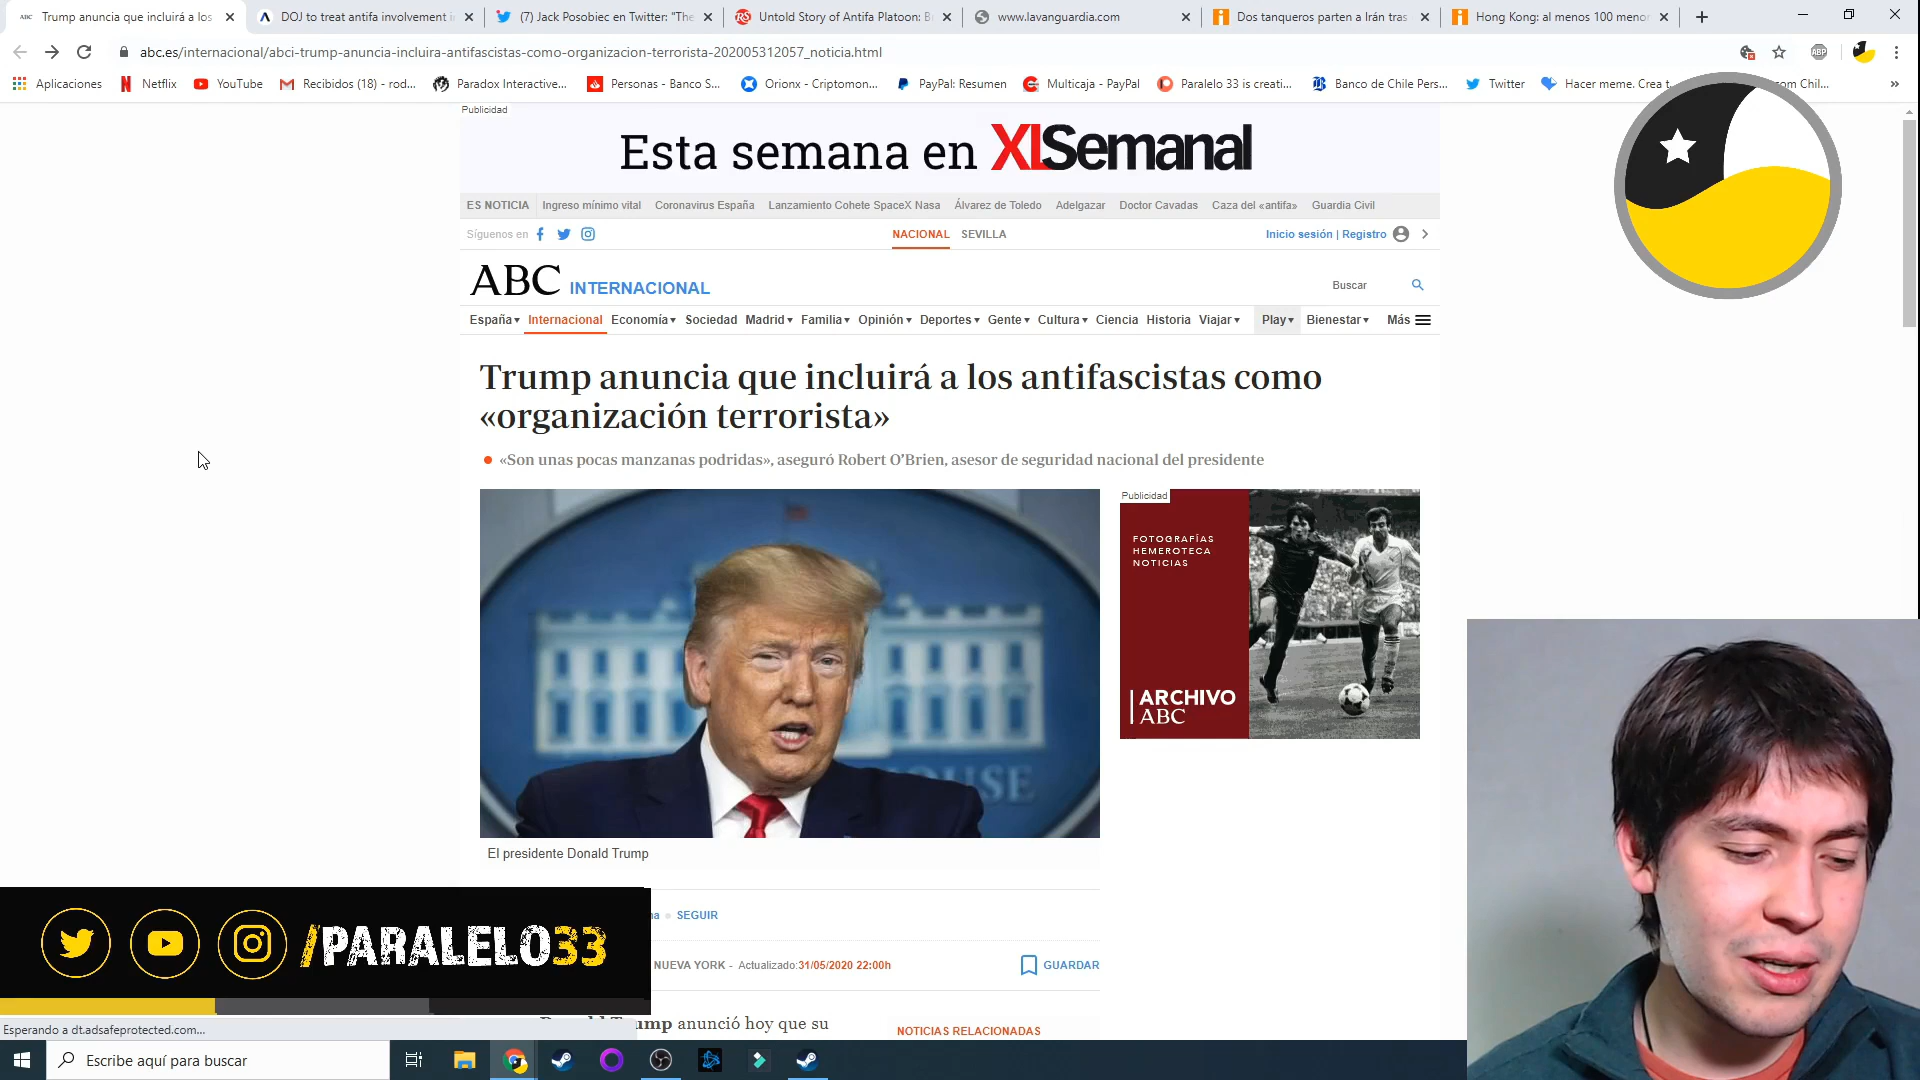 Trump anuncia que incluirá a los
DOJ to treat antifa involvement i
(7) Jack Posobiec en Twitter: "The
Untold Story of Antifa Platoon: B
www.lavanguardia.com
Dos tanqueros parten a Irán tras
Hong Kong: al menos 100 menor
abc.es/internacional/abci-trump-anuncia-incluira-antifascistas-como-organizacion-terrorista-202005312057_noticia.html
Aplicaciones
Netflix
YouTube
Recibidos (18) - rod...
Paradox Interactive...
Personas - Banco S...
Orionx - Criptomon...
PayPal: Resumen
Multicaja - PayPal
Paralelo 33 is creati...
Banco de Chile Pers...
Twitter
Hacer meme. Crea t
om Chil...
»
Publicidad
Esta semana en XLSemanal
ES NOTICIA Ingreso mínimo vital Coronavirus España Lanzamiento Cohete SpaceX Nasa Álvarez de Toledo Adelgazar Doctor Cavadas Caza del «antifa» Guardia Civil
Síguenos en
NACIONAL SEVILLA
Inicio sesión | Registro
ABC INTERNACIONAL
Buscar
España Internacional Economía Sociedad Madrid Familia Opinión Deportes Gente Cultura Ciencia Historia Viajar Play Bienestar Más
Trump anuncia que incluirá a los antifascistas como
«organización terrorista»
«Son unas pocas manzanas podridas», aseguró Robert O'Brien, asesor de seguridad nacional del presidente
Publicidad
FOTOGRAFÍAS
HEMEROTECA
NOTICIAS
ARCHIVO
ABC
OUSE
El presidente Donald Trump
na SEGUIR
/PARALELO33
NUEVA YORK - Actualizado:31/05/2020 22:00h
GUARDAR
Donald Trump anunció hoy que su
NOTICIAS RELACIONADAS
Esperando a dt.adsafeprotected.com...
Escribe aquí para buscar